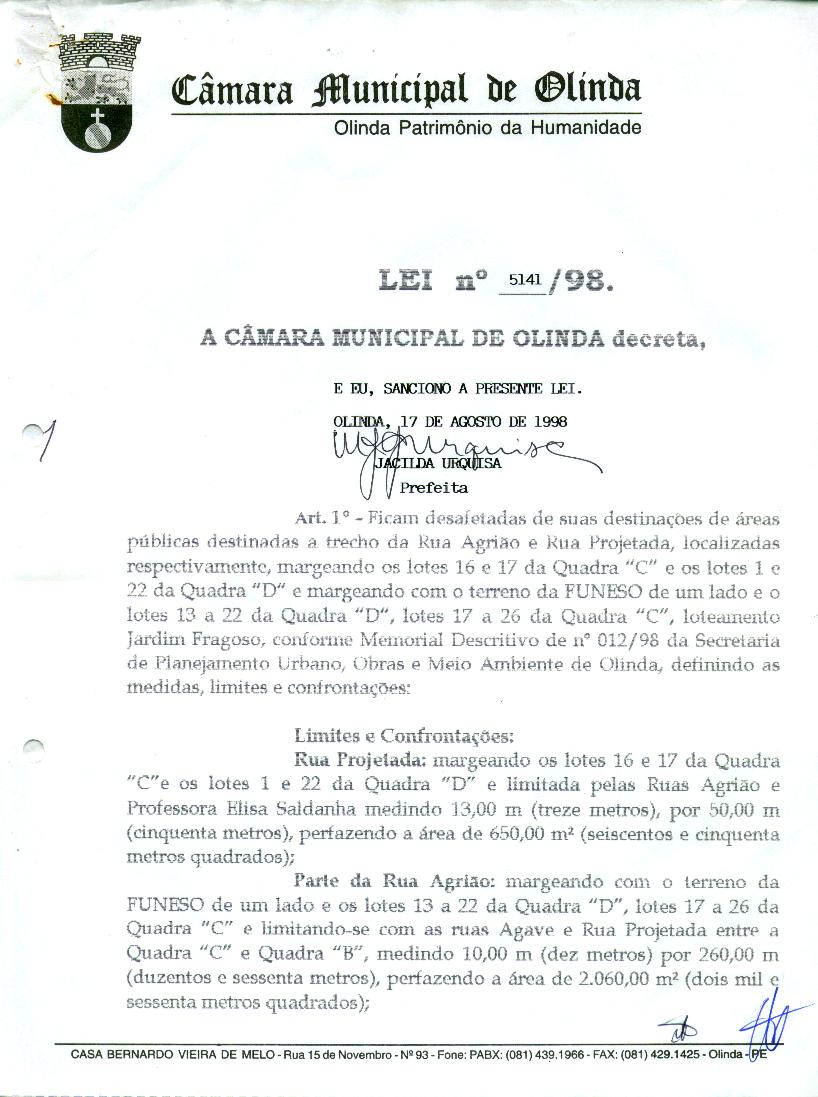 Câmara Municipal de Olinda
Olinda Patrimônio da Humanidade
LEI nº 5141/98.
A CÂMARA MUNICIPAL DE OLINDA decreta,
E EU, SANCIONO A PRESENTE LEI.
OLINDA, 17 DE AGOSTO DE 1998
JACILDA URQUISA
Prefeita
Art. 1º - Ficam desafetadas de suas destinações de áreas
públicas destinadas a trecho da Rua Agrião e Rua Projetada, localizadas
respectivamente, margeando os lotes 16 e 17 da Quadra "C" e os lotes 1 e
22 da Quadra "D" e margeando com o terreno da FUNESO de um lado e o
lotes 13 a 22 da Quadra "D", lotes 17 a 26 da Quadra "C", loteamento
Jardim Fragoso, conforme Memorial Descritivo de nº 012/98 da Secretaria
de Planejamento Urbano, Obras e Meio Ambiente de Olinda, definindo as
medidas, limites e confrontações:
Limites e Confrontações:
Rua Projetada: margeando os lotes 16 e 17 da Quadra
"C"e os lotes 1 e 22 da Quadra "D" e limitada pelas Ruas Agrião e
Professora Elisa Saldanha medindo 13,00 m (treze metros), por 50,00 m
(cinquenta metros), perfazendo a área de 650,00 m² (seiscentos e cinquenta
metros quadrados);
Parte da Rua Agrião: margeando com o terreno da
FUNESO de um lado e os lotes 13 a 22 da Quadra "D", lotes 17 a 26 da
Quadra "C" e limitando-se com as ruas Agave e Rua Projetada entre a
Quadra "C" e Quadra "B", medindo 10,00 m (dez metros) por 260,00 m
(duzentos e sessenta metros), perfazendo a área de 2.060,00 m² (dois mil e
sessenta metros quadrados);
CASA BERNARDO VIEIRA DE MELO - Rua 15 de Novembro - Nº 93 - Fone: PABX: (081) 439.1966 - FAX: (081) 429.1425 - Olinda - PE